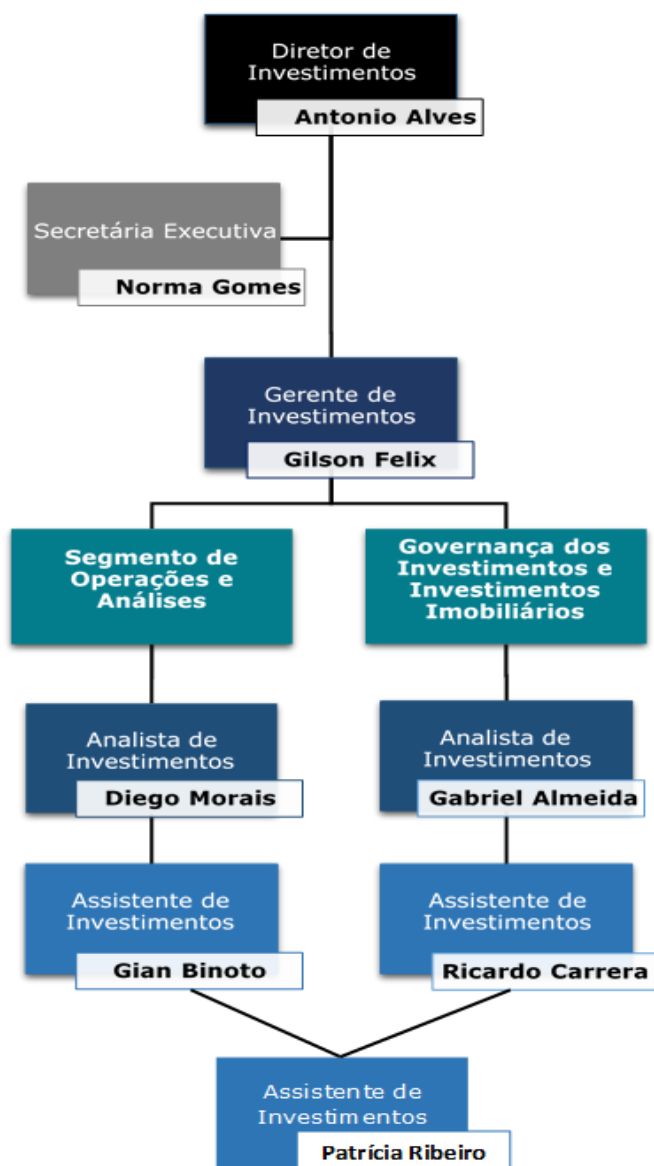 Diretor de
Investimentos
Antonio Alves
Secretária Executiva
Norma Gomes
Gerente de
Investimentos
Gilson Felix
Segmento de
Operações e
Análises
Governança dos
Investimentos e
Investimentos
Imobiliários
Analista de
Investimentos
Diego Morais
Analista de
Investimentos
Gabriel Almeida
Assistente de
Investimentos
Gian Binoto
Assistente de
Investimentos
Ricardo Carrera
Assistente de
Investimentos
Patrícia Ribeiro